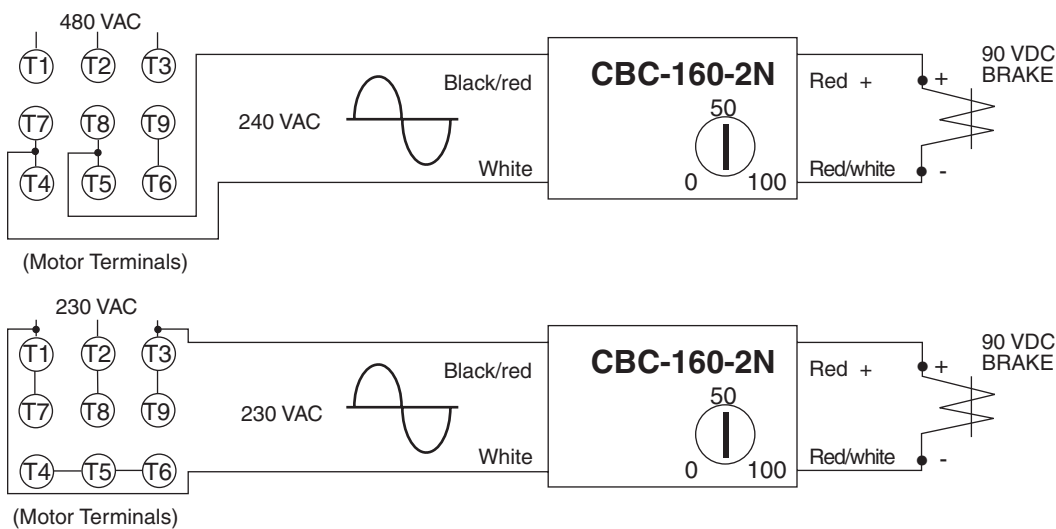 480 VAC
T1 T2 T3
T7 T8 T9
T4 T5 T6
(Motor Terminals)
240 VAC
Black/red
White
CBC-160-2N
50
0 100
Red +
Red/white
+
-
90 VDC
BRAKE
230 VAC
T1 T2 T3
T7 T8 T9
T4 T5 T6
(Motor Terminals)
230 VAC
Black/red
White
CBC-160-2N
50
0 100
Red +
Red/white
+
-
90 VDC
BRAKE